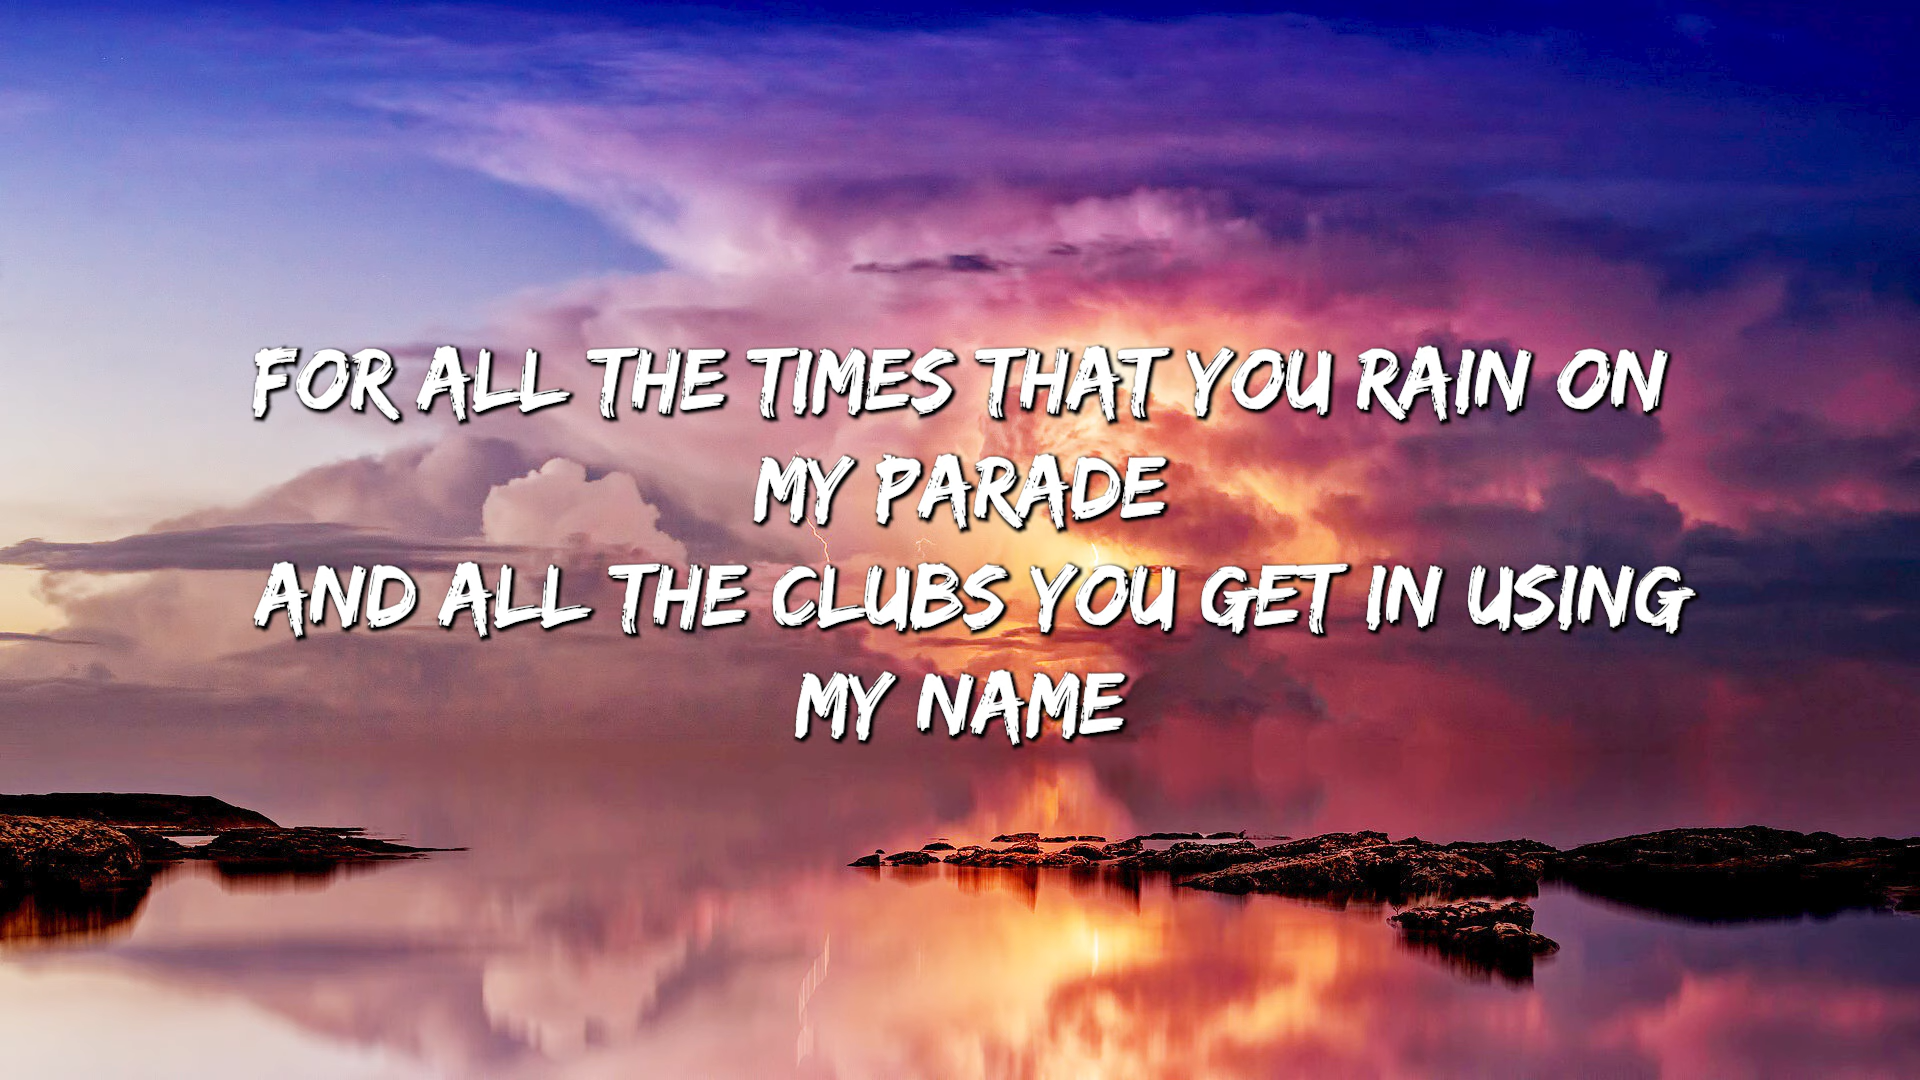 FOR ALL THE TIMES THAT YOU RAIN ON
MY PARADE
AND ALL THE CLUBS YOU GET IN USING
MY NAME